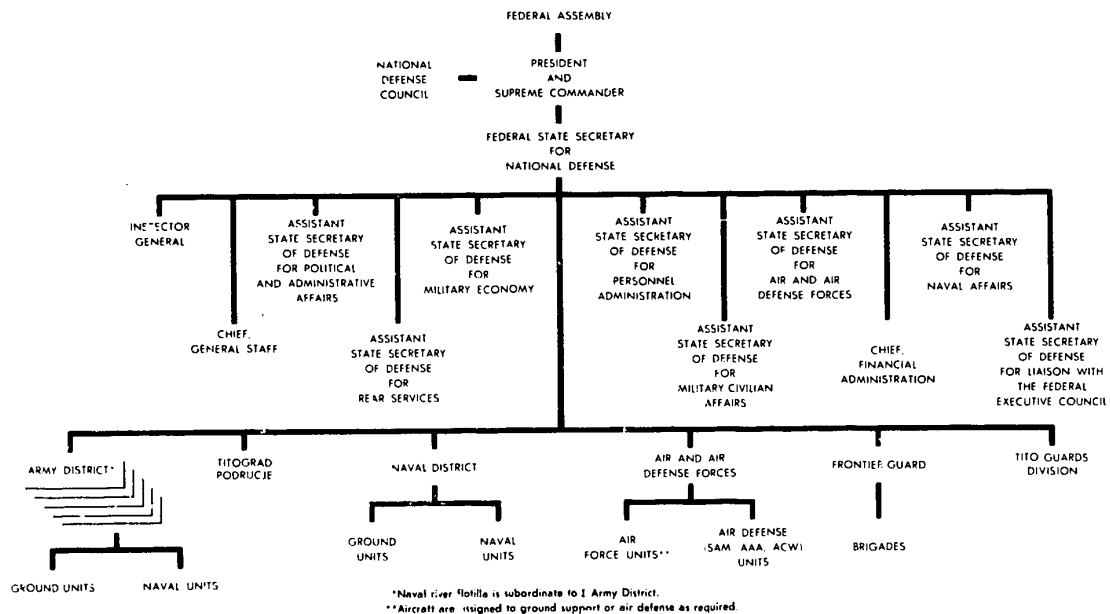 FEDERAL ASSEMBLY
NATIONAL
DEFENSE
COUNCIL
PRESIDENT
AND
SUPREME COMMANDER
FEDERAL STATE SECRETARY
FOR
NATIONAL DEFENSE
INSPECTOR
GENERAL
ASSISTANT
STATE SECRETARY
OF DEFENSE
FOR POLITICAL
AND ADMINISTRATIVE
AFFAIRS
ASSISTANT
STATE SECRETARY
OF DEFENSE
FOR
MILITARY ECONOMY
ASSISTANT
STATE SECRETARY
OF DEFENSE
FOR
PERSONNEL
ADMINISTRATION
ASSISTANT
STATE SECRETARY
OF DEFENSE
FOR
AIR AND AIR
DEFENSE FORCES
ASSISTANT
STATE SECRETARY
OF DEFENSE
FOR
NAVAL AFFAIRS
CHIEF,
GENERAL STAFF
ASSISTANT
STATE SECRETARY
OF DEFENSE
FOR
REAR SERVICES
ASSISTANT
STATE SECRETARY
OF DEFENSE
FOR
MILITARY CIVILIAN
AFFAIRS
CHIEF,
FINANCIAL
ADMINISTRATION
ASSISTANT
STATE SECRETARY
OF DEFENSE
FOR LIAISON WITH
THE FEDERAL
EXECUTIVE COUNCIL
ARMY DISTRICT*
TITOGRAD
PODRUCJE
NAVAL DISTRICT
AIR AND AIR
DEFENSE FORCES
FRONTIER GUARD
TITO GUARDS
DIVISION
GROUND UNITS
NAVAL UNITS
GROUND
UNITS
NAVAL
UNITS
AIR
FORCE UNITS**
AIR DEFENSE
(SAM, AAA, ACW)
UNITS
BRIGADES
*Naval river flotilla is subordinate to I Army District.
**Aircraft are assigned to ground support or air defense as required.